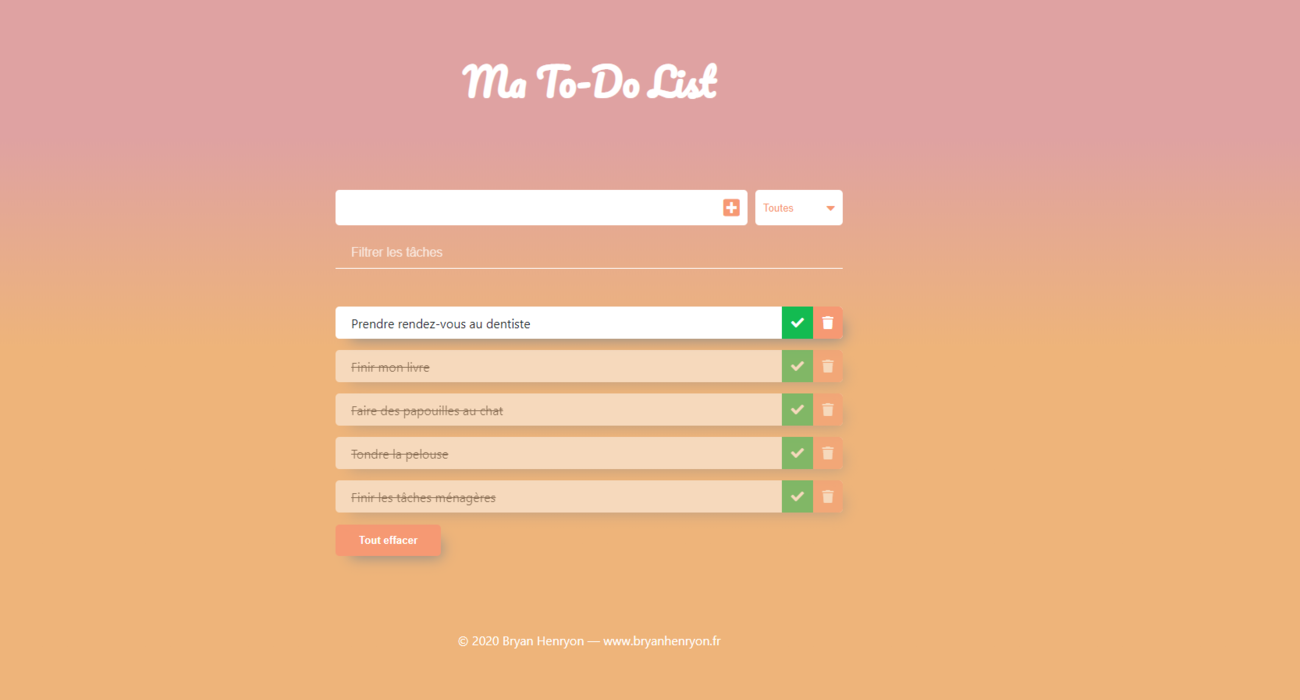 Ma To-Do List
Toutes
Filtrer les tâches
Prendre rendez-vous au dentiste
Finir mon livre
Faire des papouilles au chat
Tondre la pelouse
Finir les tâches ménagères
Tout effacer
© 2020 Bryan Henryon — www.bryanhenryon.fr